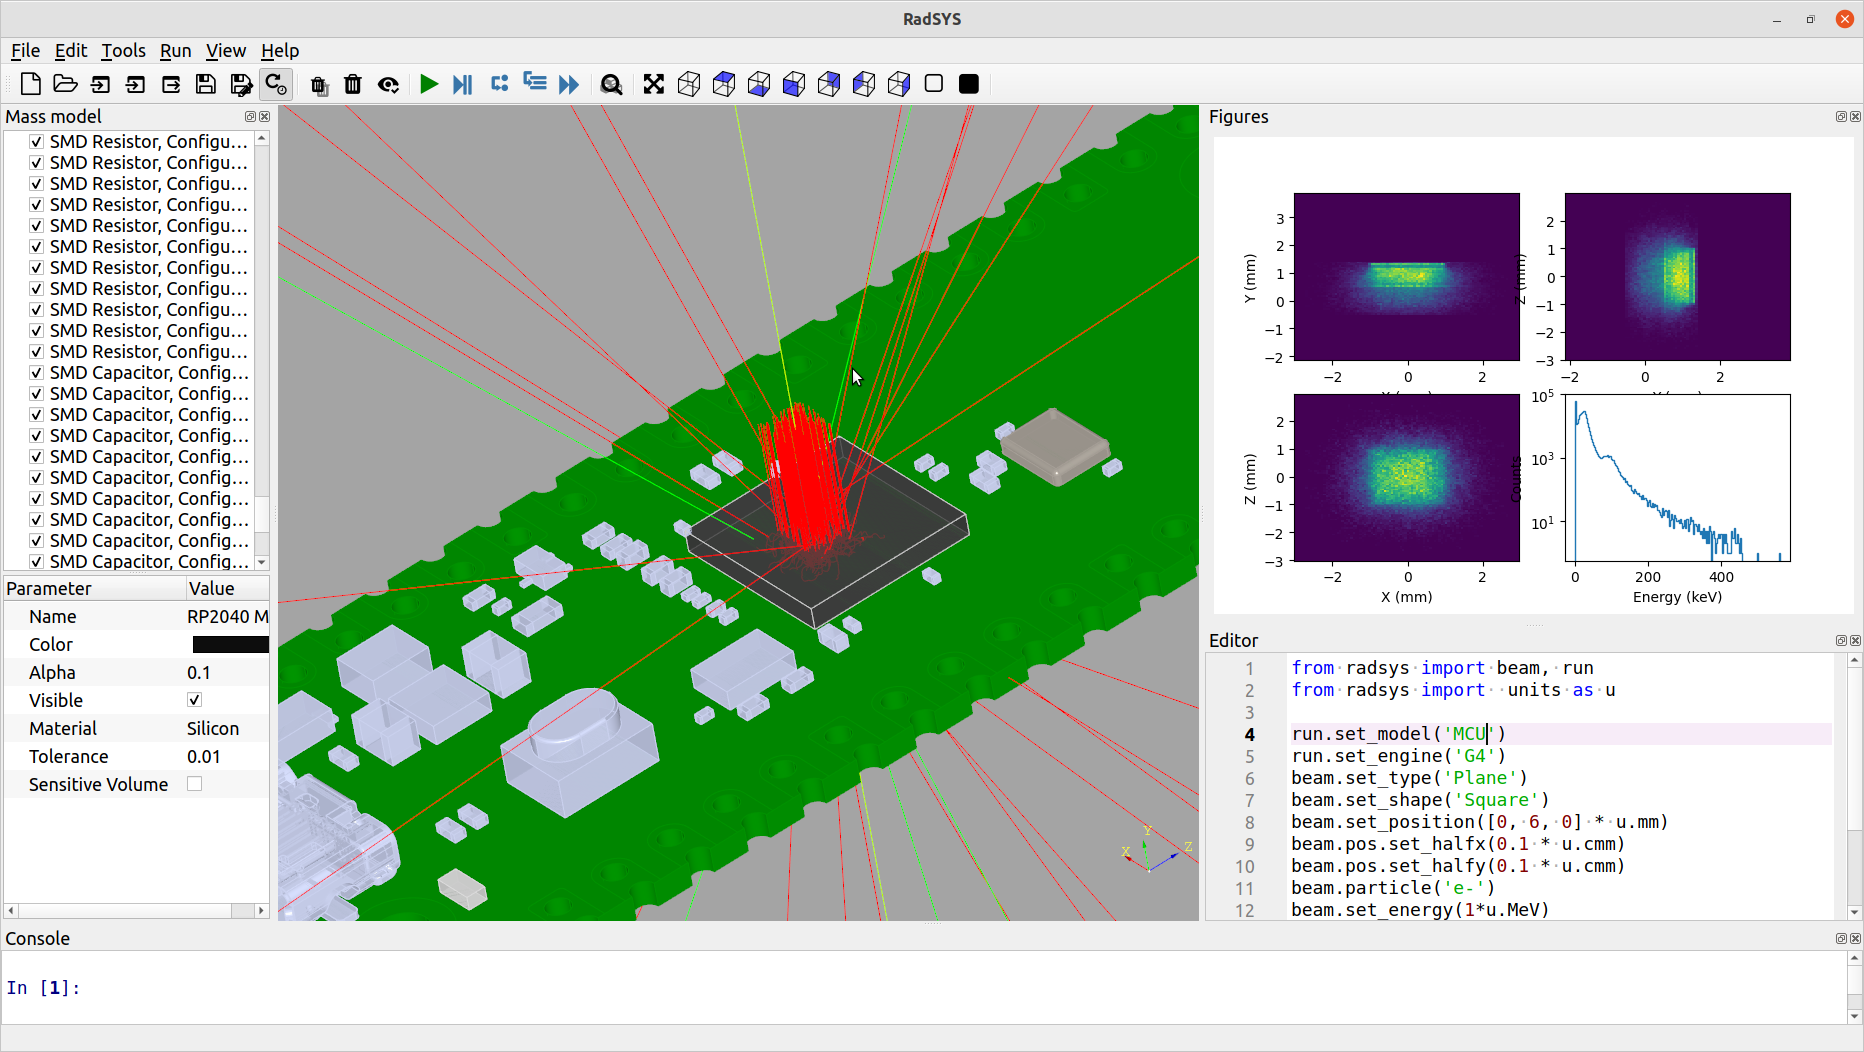 RadSYS
File Edit Tools Run View Help
Mass model
SMD Resistor, Configu…
SMD Resistor, Configu…
SMD Resistor, Configu…
SMD Resistor, Configu…
SMD Resistor, Configu…
SMD Resistor, Configu…
SMD Resistor, Configu…
SMD Resistor, Configu…
SMD Resistor, Configu…
SMD Resistor, Configu…
SMD Resistor, Configu…
SMD Capacitor, Config…
SMD Capacitor, Config…
SMD Capacitor, Config…
SMD Capacitor, Config…
SMD Capacitor, Config…
SMD Capacitor, Config…
SMD Capacitor, Config…
SMD Capacitor, Config…
SMD Capacitor, Config…
SMD Capacitor, Config…
Parameter Value
Name RP2040 M
Color
Alpha 0.1
Visible
Material Silicon
Tolerance 0.01
Sensitive Volume
Y
X
Z
Figures
3
2
1
0
−1
−2
Y (mm)
−2 0 2
2
1
0
−1
−2
−3
Z (mm)
−2 0 2
2
1
0
−1
−2
−3
Z (mm)
−2 0 2
X (mm)
10^5
10^3
10^1
Counts
0 200 400
Energy (keV)
Editor
1 from radsys import beam, run
2 from radsys import  units as u
3
4 run.set_model('MCU')
5 run.set_engine('G4')
6 beam.set_type('Plane')
7 beam.set_shape('Square')
8 beam.set_position([0, 6, 0] * u.mm)
9 beam.pos.set_halfx(0.1 * u.cmm)
10 beam.pos.set_halfy(0.1 * u.cmm)
11 beam.particle('e-')
12 beam.set_energy(1*u.MeV)
Console
In [1]: